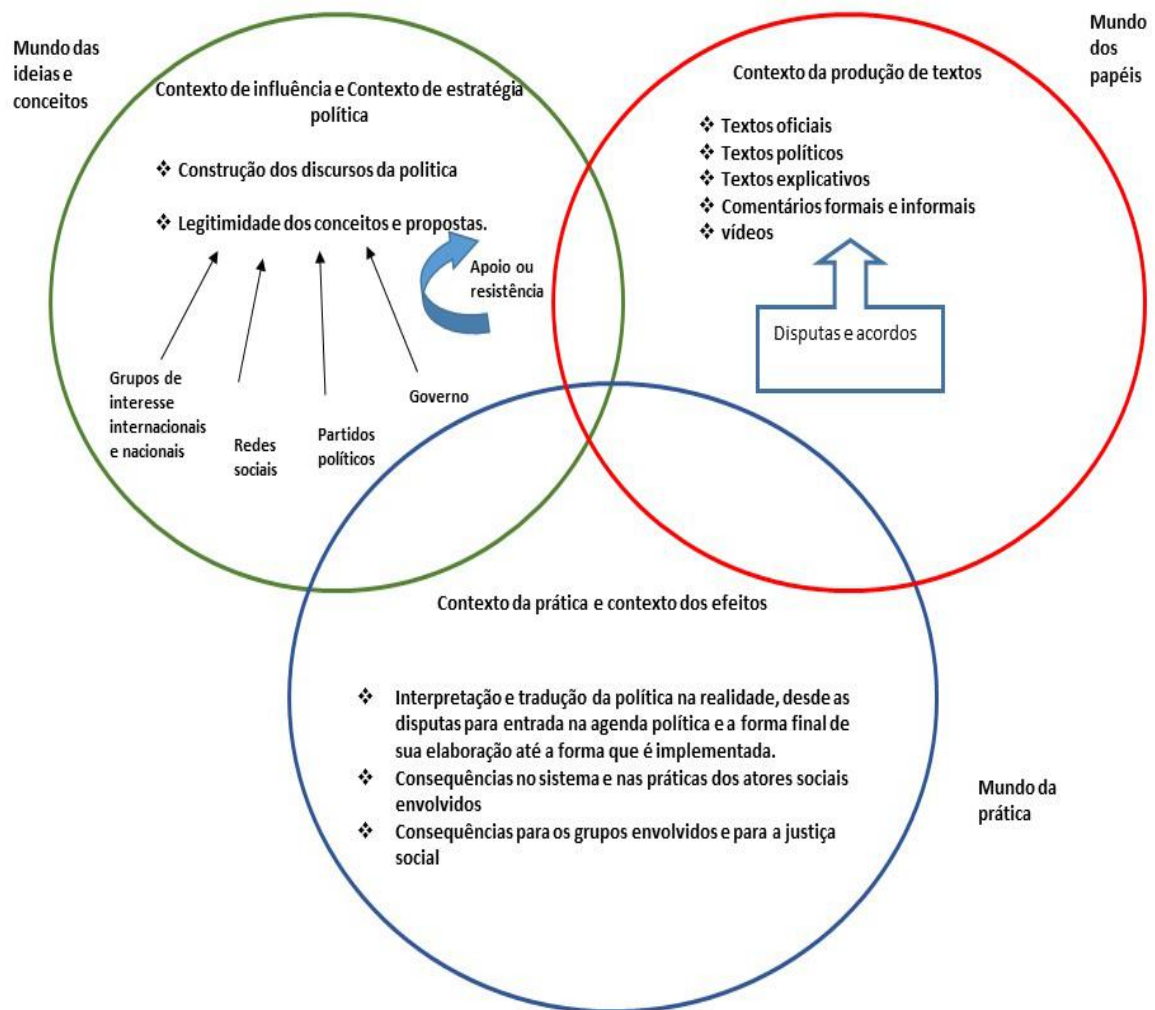 Mundo das
ideias e
conceitos
Contexto de influência e Contexto de estratégia
política
❖ Construção dos discursos da politica
❖ Legitimidade dos conceitos e propostas.
Apoio ou
resistência
Grupos de
interesse
internacionais
e nacionais
Redes
sociais
Partidos
políticos
Governo
Mundo
dos
papéis
Contexto da produção de textos
❖ Textos oficiais
❖ Textos políticos
❖ Textos explicativos
❖ Comentários formais e informais
❖ vídeos
Disputas e acordos
Contexto da prática e contexto dos efeitos
❖ Interpretação e tradução da política na realidade, desde as
disputas para entrada na agenda política e a forma final de
sua elaboração até a forma que é implementada.
❖ Consequências no sistema e nas práticas dos atores sociais
envolvidos
❖ Consequências para os grupos envolvidos e para a justiça
social
Mundo da
prática